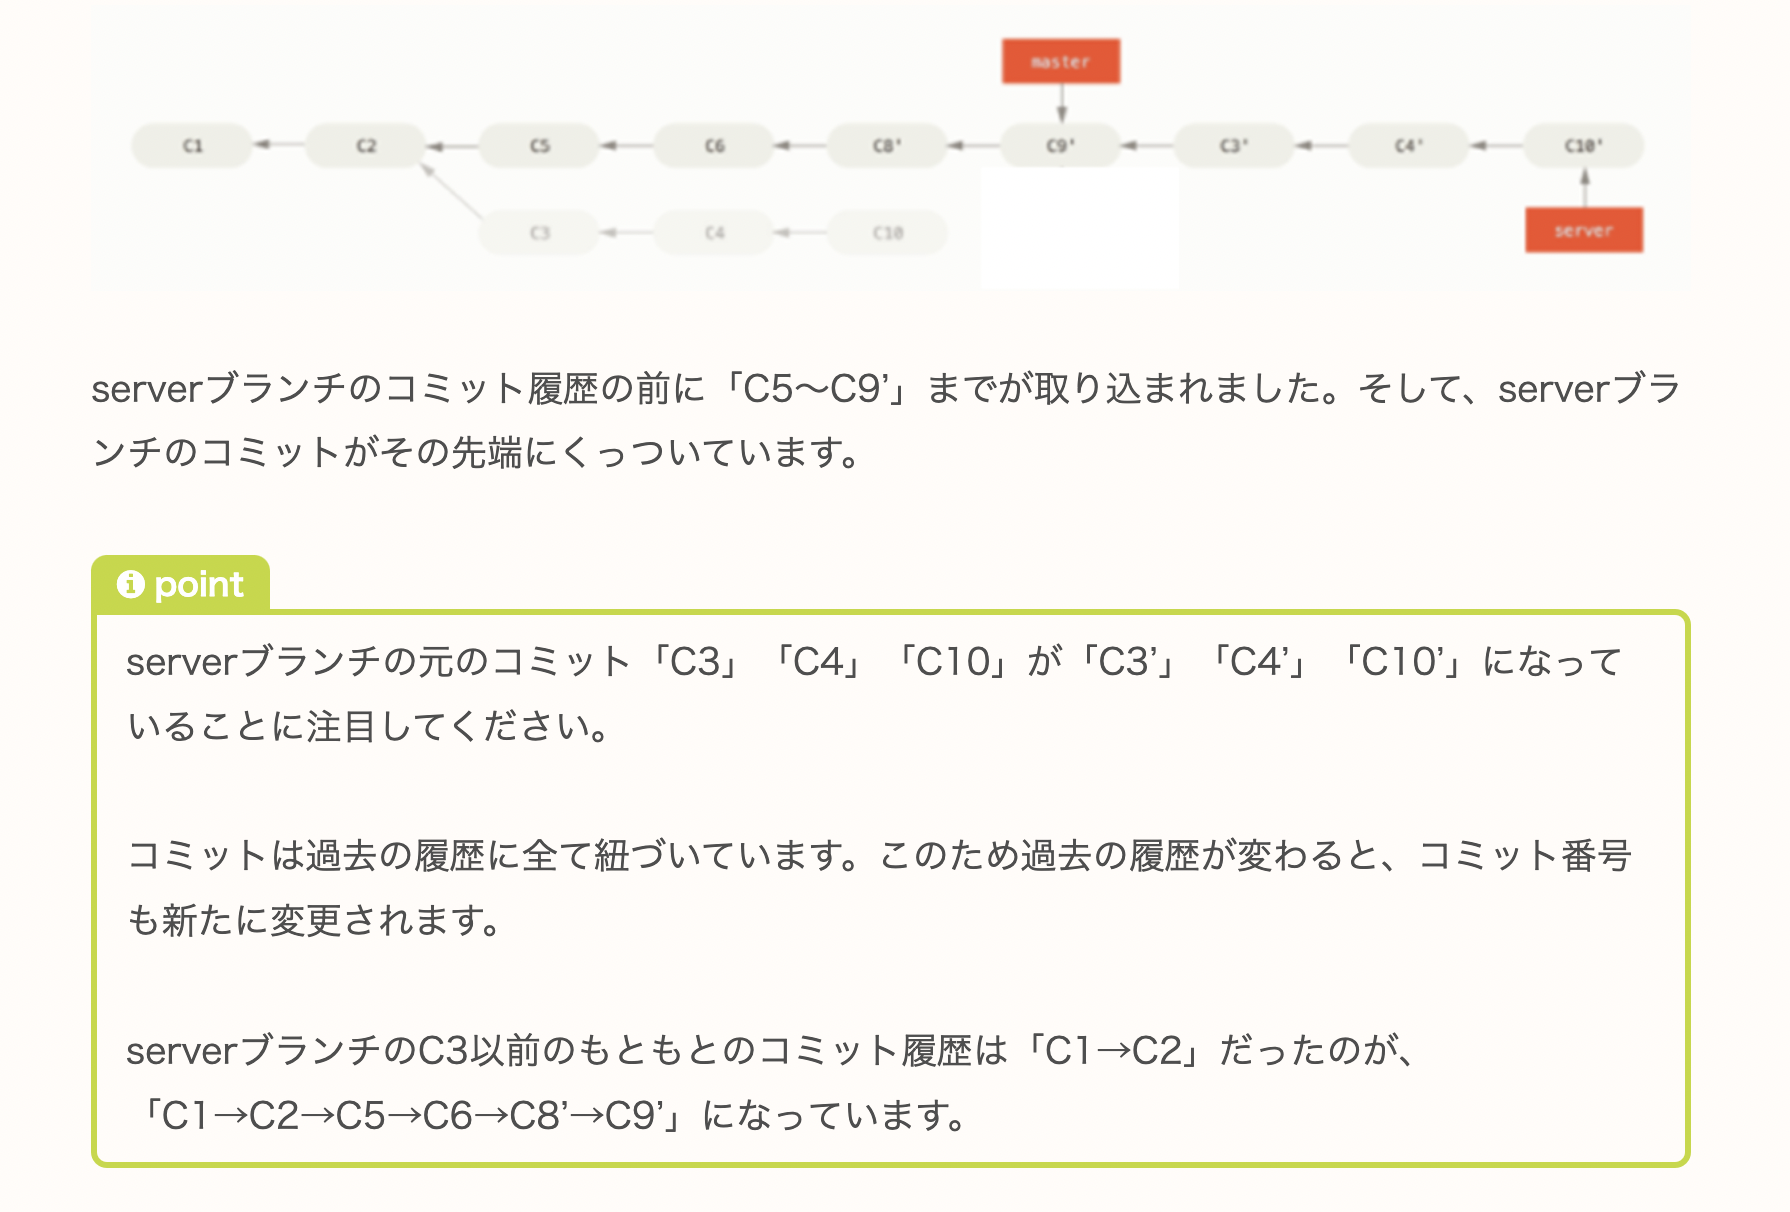 master
C1 C2 C5 C6 C8' C9' C3' C4' C10'
C3 C4 C10
server
serverブランチのコミット履歴の前に「C5〜C9’」までが取り込まれました。そして、serverブラ
ンチのコミットがその先端にくっついています。
point
serverブランチの元のコミット「C3」「C4」「C10」が「C3’」「C4’」「C10’」になって
いることに注目してください。
コミットは過去の履歴に全て紐づいています。このため過去の履歴が変わると、コミット番号
も新たに変更されます。
serverブランチのC3以前のもともとのコミット履歴は「C1→C2」だったのが、
「C1→C2→C5→C6→C8’→C9’」になっています。